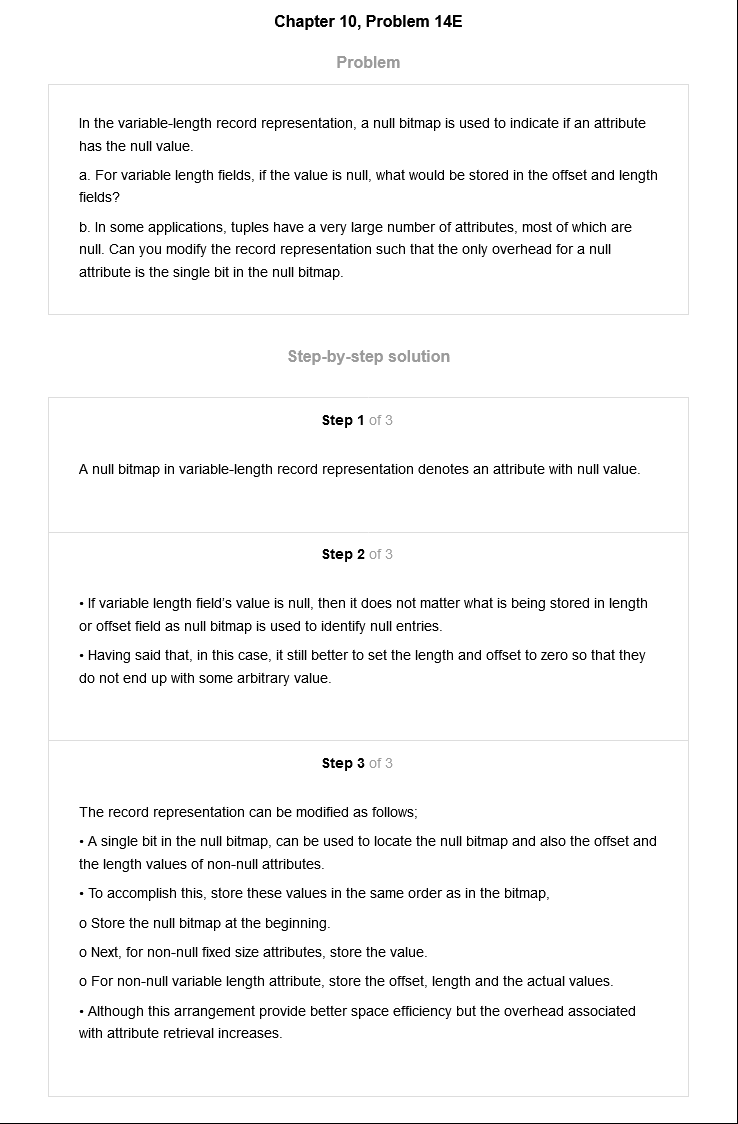 Chapter 10, Problem 14E
Problem
In the variable-length record representation, a null bitmap is used to indicate if an attribute
has the null value.
a. For variable length fields, if the value is null, what would be stored in the offset and length
fields?
b. In some applications, tuples have a very large number of attributes, most of which are
null. Can you modify the record representation such that the only overhead for a null
attribute is the single bit in the null bitmap.
Step-by-step solution
Step 1 of 3
A null bitmap in variable-length record representation denotes an attribute with null value.
Step 2 of 3
• If variable length field's value is null, then it does not matter what is being stored in length
or offset field as null bitmap is used to identify null entries.
• Having said that, in this case, it still better to set the length and offset to zero so that they
do not end up with some arbitrary value.
Step 3 of 3
The record representation can be modified as follows;
• A single bit in the null bitmap, can be used to locate the null bitmap and also the offset and
the length values of non-null attributes.
• To accomplish this, store these values in the same order as in the bitmap,
o Store the null bitmap at the beginning.
o Next, for non-null fixed size attributes, store the value.
o For non-null variable length attribute, store the offset, length and the actual values.
• Although this arrangement provide better space efficiency but the overhead associated
with attribute retrieval increases.